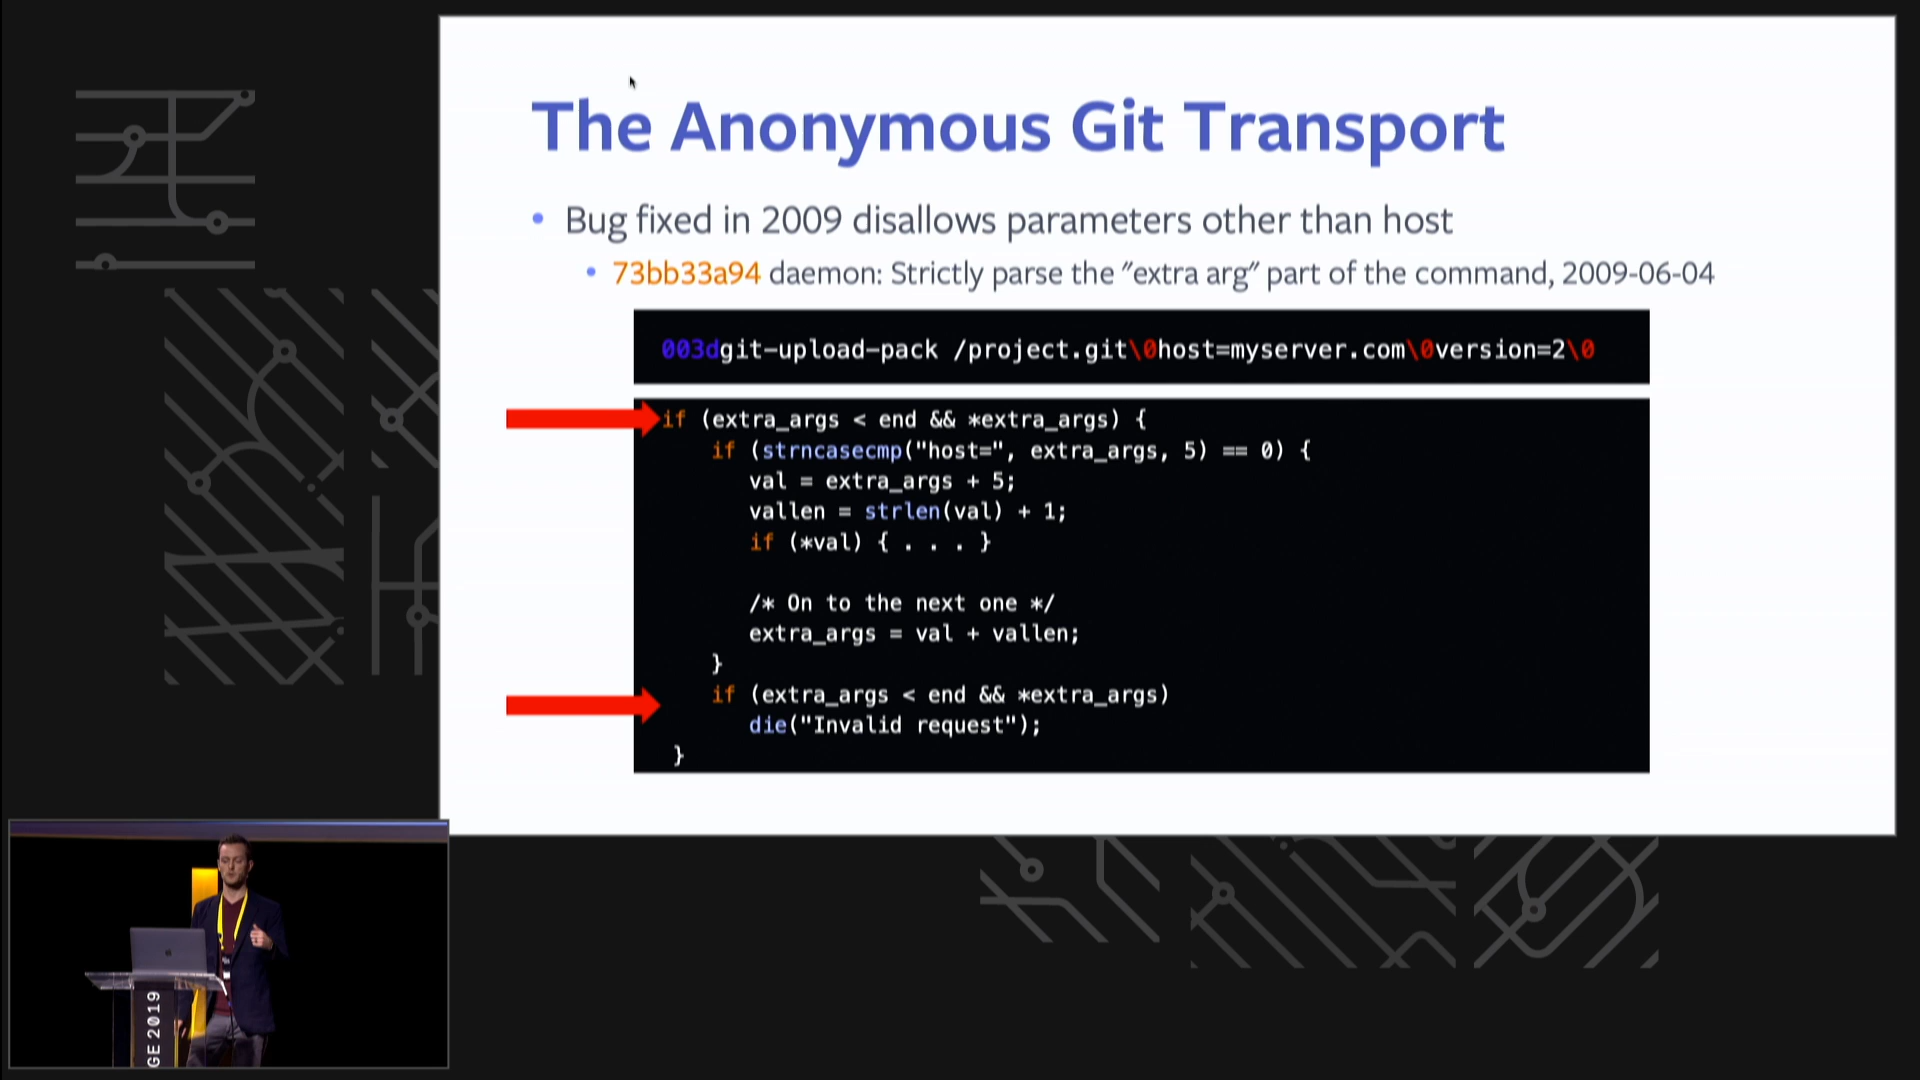 The Anonymous Git Transport
• Bug fixed in 2009 disallows parameters other than host
• 73bb33a94 daemon: Strictly parse the "extra arg" part of the command, 2009-06-04
003dgit-upload-pack /project.git\0host=myserver.com\0version=2\0
if (extra_args < end && *extra_args) {
if (strncasecmp("host=", extra_args, 5) == 0) {
val = extra_args + 5;
vallen = strlen(val) + 1;
if (*val) { . . . }
/* On to the next one */
extra_args = val + vallen;
}
if (extra_args < end && *extra_args)
die("Invalid request");
}
GE 2019